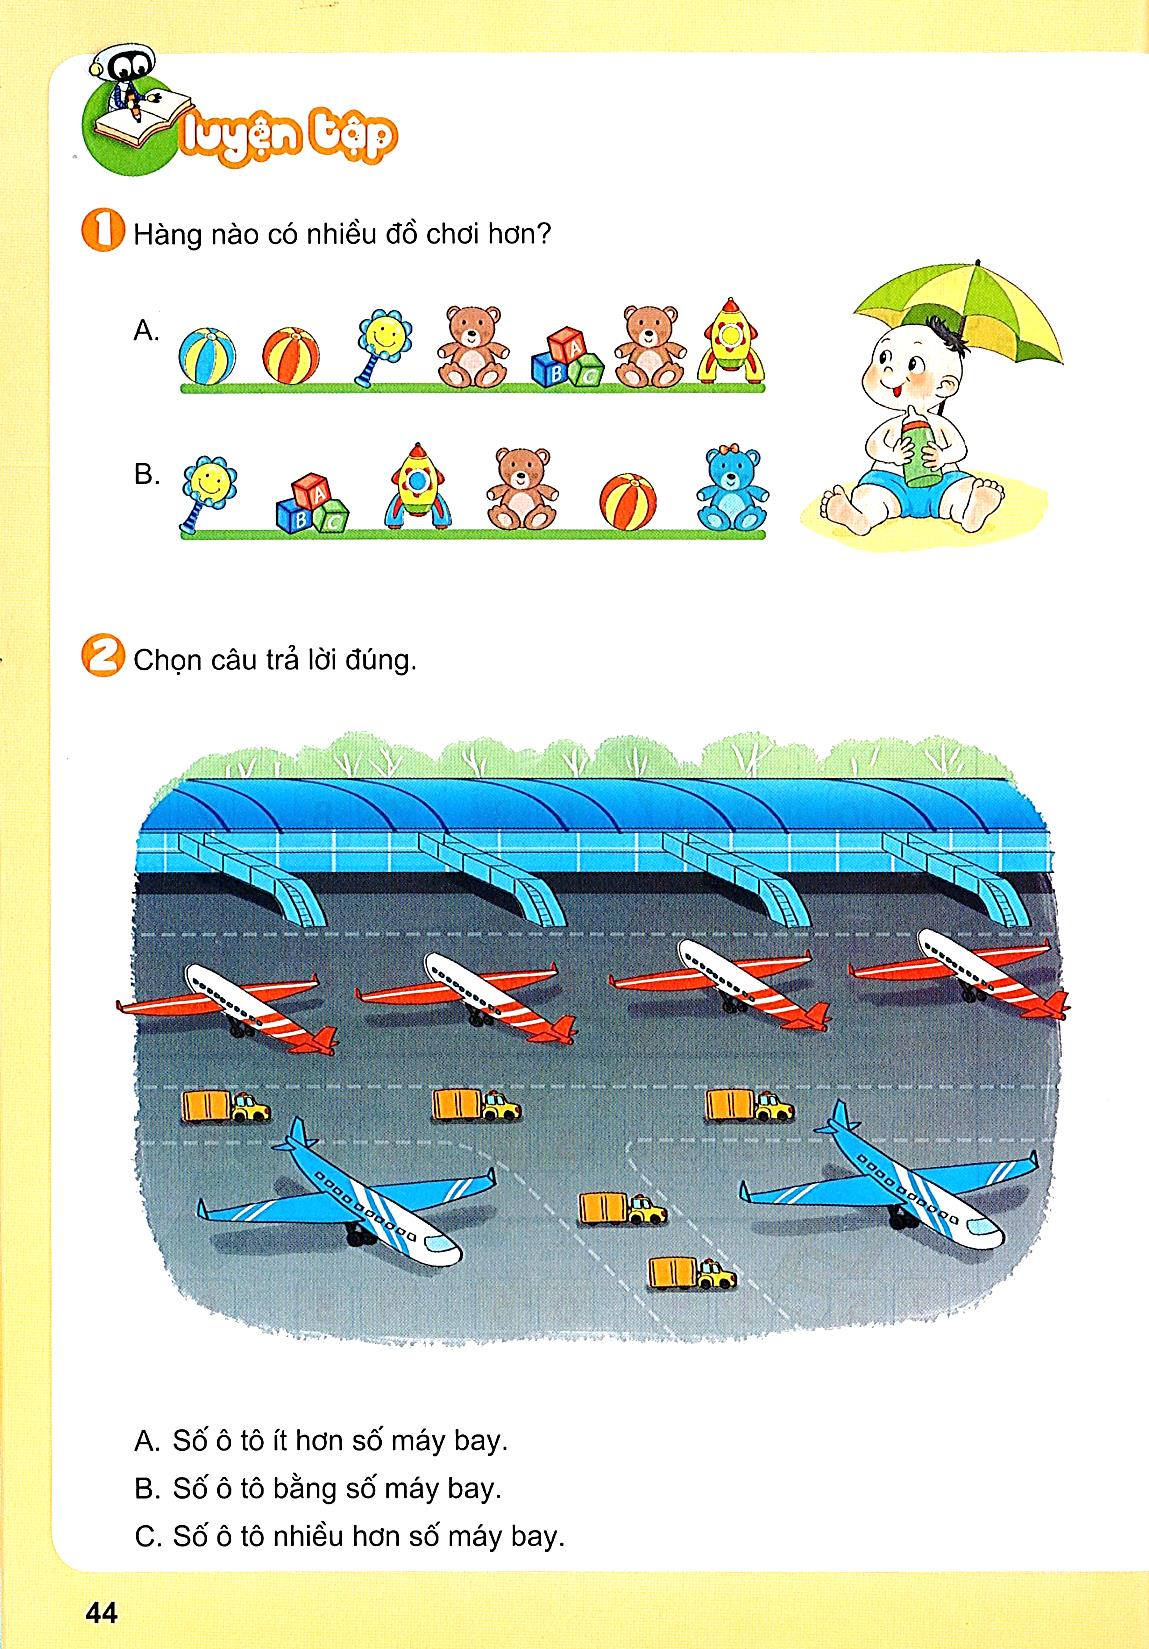 luyện tập
1 Hàng nào có nhiều đồ chơi hơn?
A.
A
B C
B.
A
B C
2 Chọn câu trả lời đúng.
A. Số ô tô ít hơn số máy bay.
B. Số ô tô bằng số máy bay.
C. Số ô tô nhiều hơn số máy bay.
44